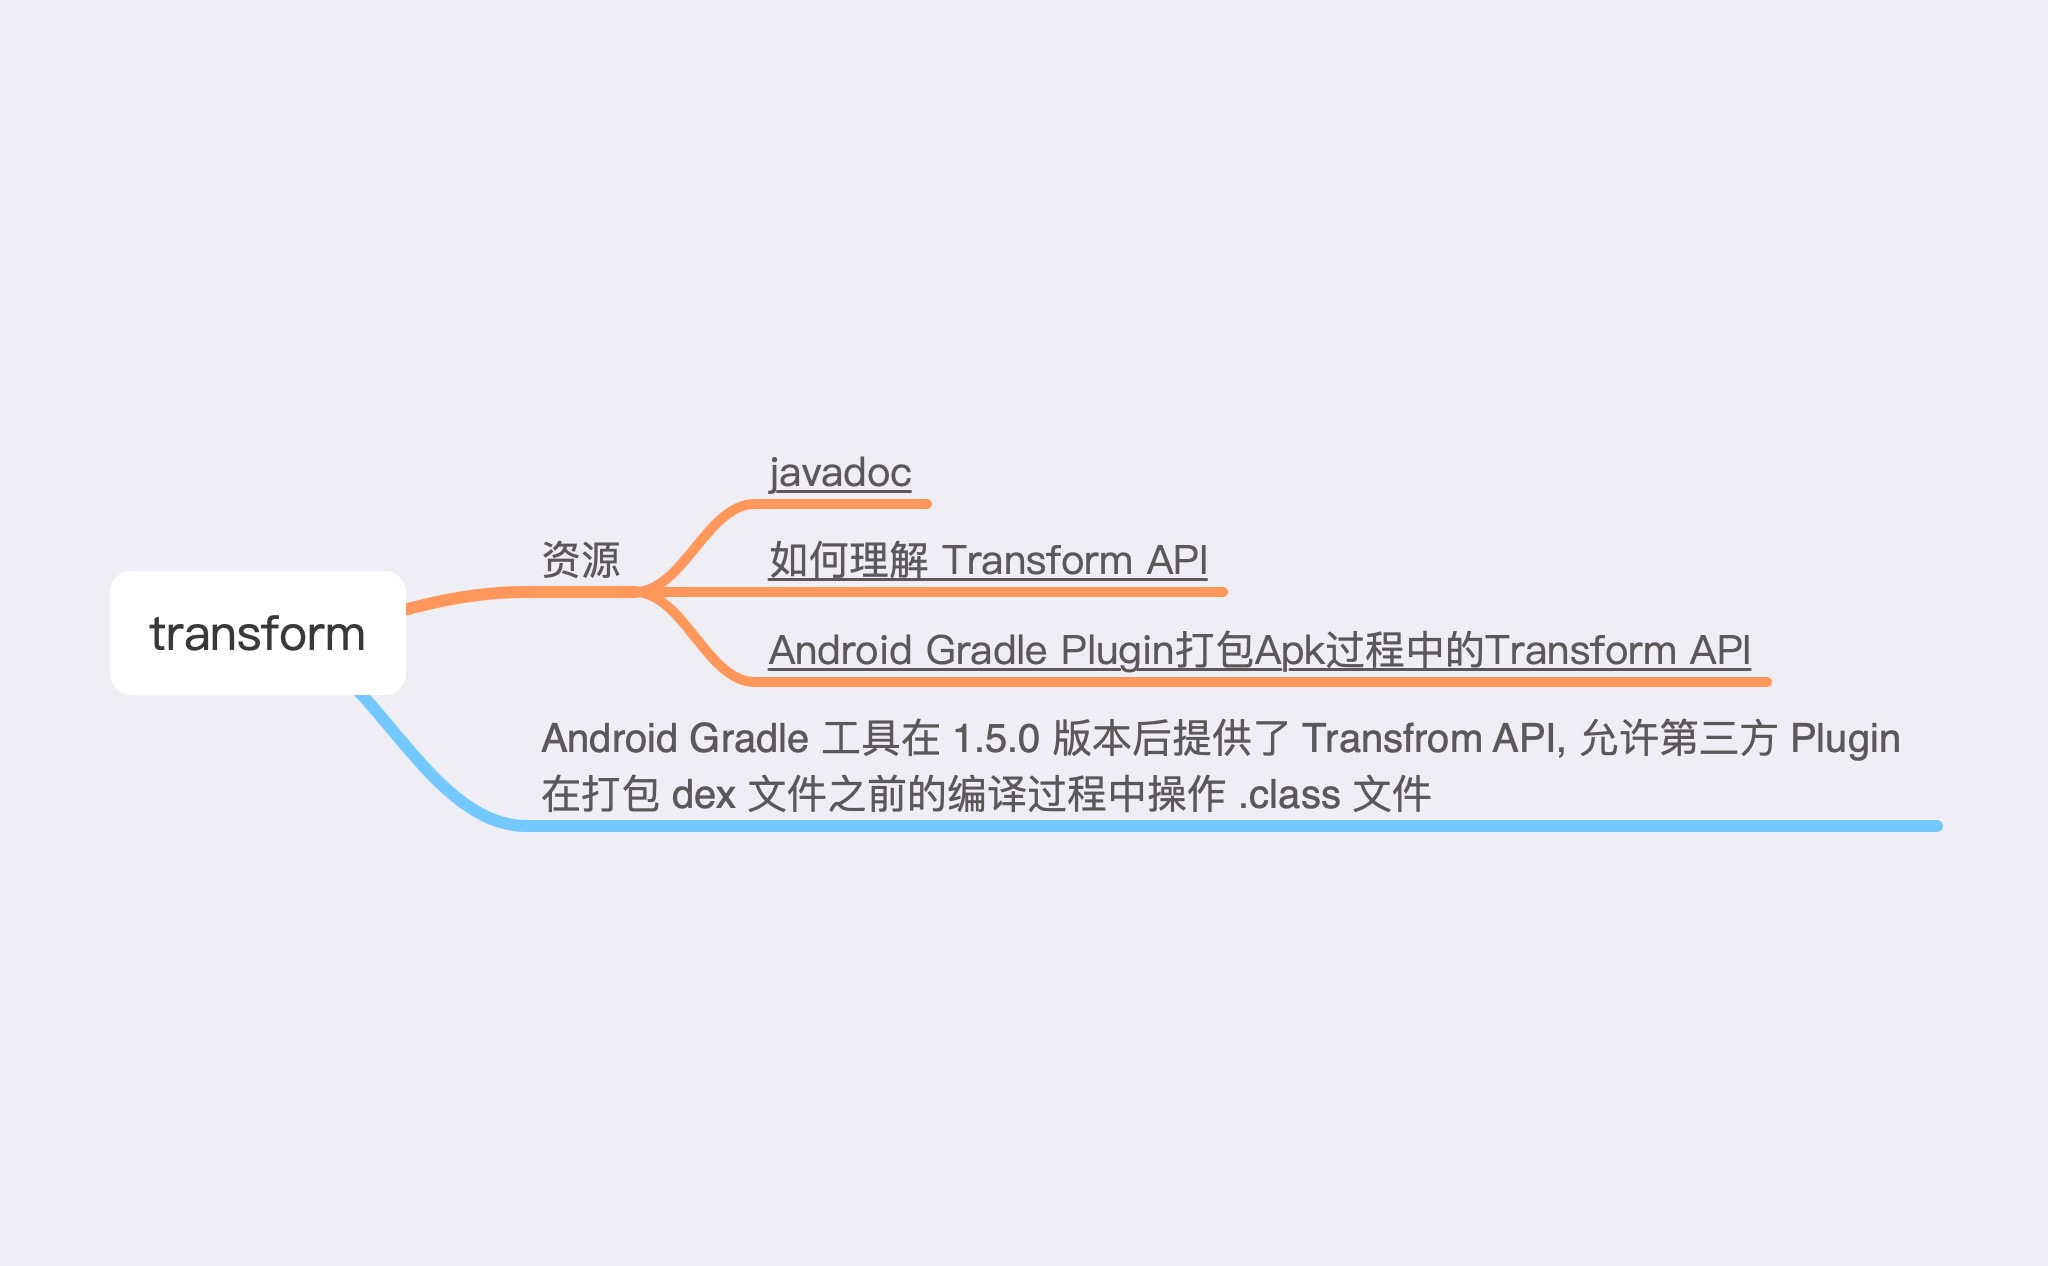 transform
资源
javadoc
如何理解 Transform API
Android Gradle Plugin打包Apk过程中的Transform API
Android Gradle 工具在 1.5.0 版本后提供了 Transfrom API, 允许第三方 Plugin
在打包 dex 文件之前的编译过程中操作 .class 文件